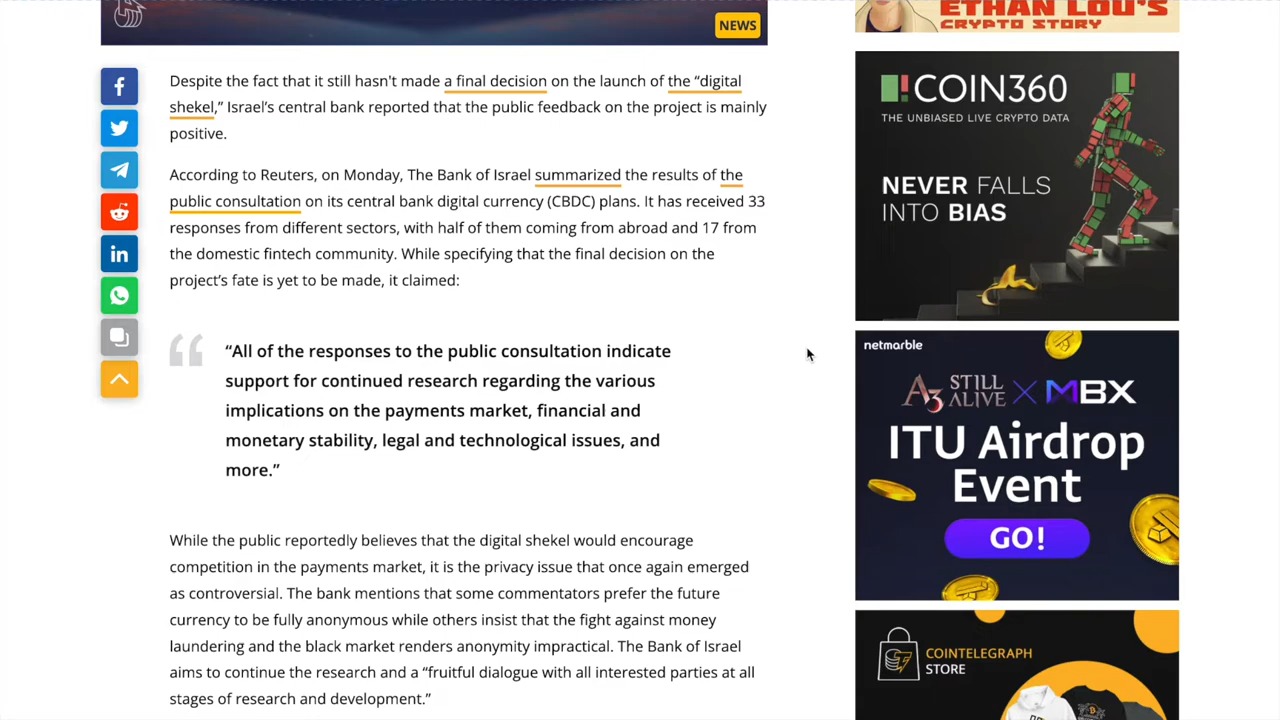 NEWS
Despite the fact that it still hasn't made a final decision on the launch of the “digital
shekel,” Israel’s central bank reported that the public feedback on the project is mainly
positive.
According to Reuters, on Monday, The Bank of Israel summarized the results of the
public consultation on its central bank digital currency (CBDC) plans. It has received 33
responses from different sectors, with half of them coming from abroad and 17 from
the domestic fintech community. While specifying that the final decision on the
project’s fate is yet to be made, it claimed:
“All of the responses to the public consultation indicate
support for continued research regarding the various
implications on the payments market, financial and
monetary stability, legal and technological issues, and
more.”
While the public reportedly believes that the digital shekel would encourage
competition in the payments market, it is the privacy issue that once again emerged
as controversial. The bank mentions that some commentators prefer the future
currency to be fully anonymous while others insist that the fight against money
laundering and the black market renders anonymity impractical. The Bank of Israel
aims to continue the research and a “fruitful dialogue with all interested parties at all
stages of research and development.”
ETHAN LOU'S
CRYPTO STORY
COIN360
THE UNBIASED LIVE CRYPTO DATA
NEVER FALLS
INTO BIAS
netmarble
A3 STILL ALIVE X MBX
ITU Airdrop
Event
GO!
COINTELEGRAPH
STORE